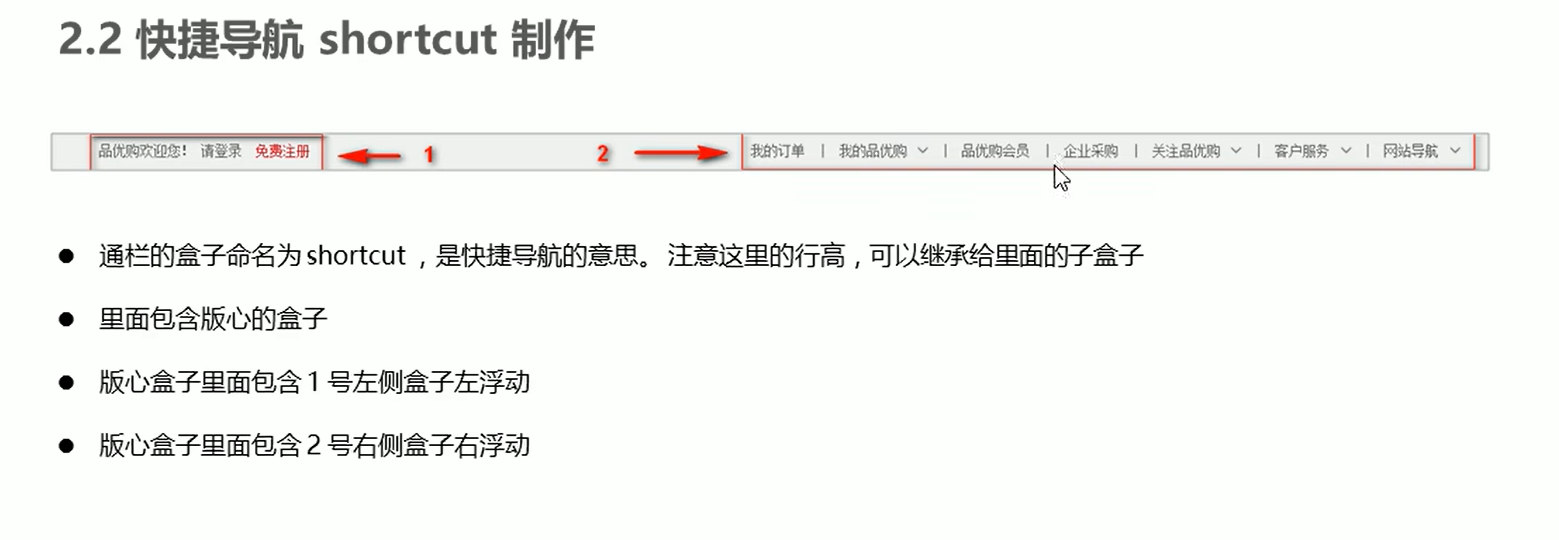 2.2 快捷导航 shortcut 制作
品优购欢迎您! 请登录 免费注册 1 2 我的订单 | 我的品优购 | 品优购会员 | 企业采购 | 关注品优购 | 客户服务 | 网站导航
● 通栏的盒子命名为 shortcut ，是快捷导航的意思。 注意这里的行高，可以继承给里面的子盒子
● 里面包含版心的盒子
● 版心盒子里面包含 1 号左侧盒子左浮动
● 版心盒子里面包含 2 号右侧盒子右浮动